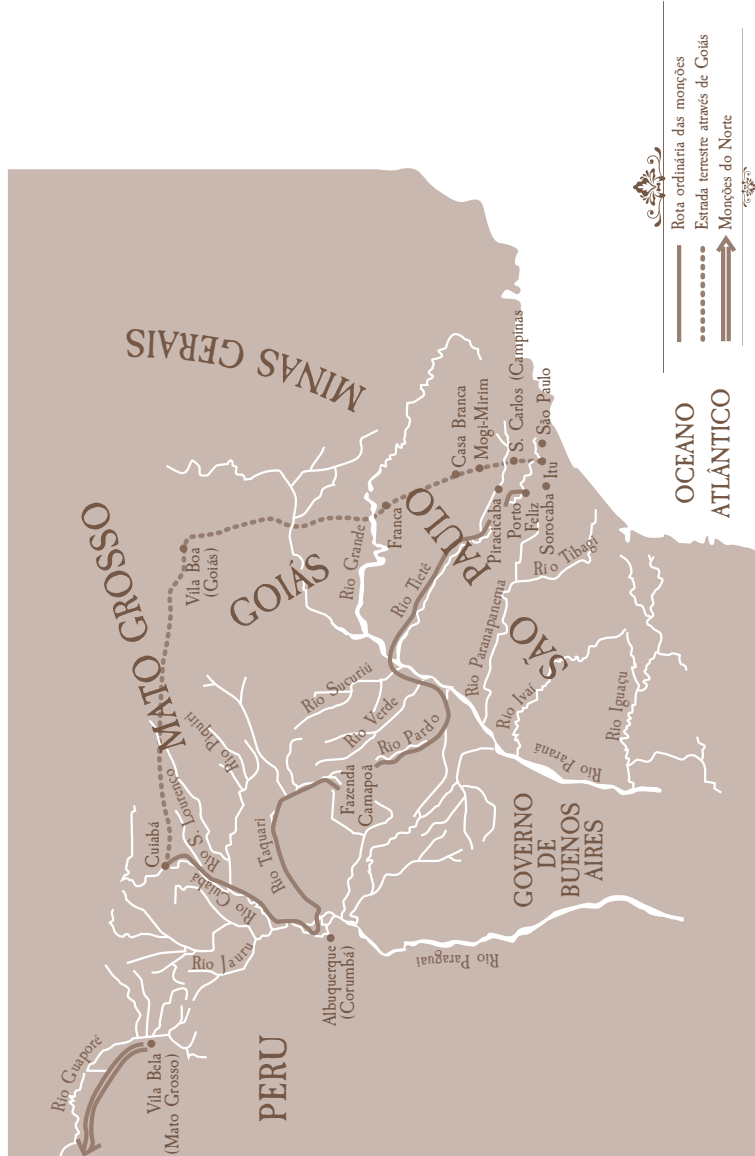 Rota ordinária das monções
Estrada terrestre através de Goiás
Monções do Norte
OCEANO
ATLÂNTICO
MINAS GERAIS
MATO GROSSO
GOIÁS
SÃO
PAULO
PERU
GOVERNO
DE
BUENOS
AIRES
Vila Boa
(Goiás)
Cuiabá
Vila Bela
(Mato Grosso)
Albuquerque
(Corumbá)
Fazenda
Camapoã
Franca
Casa Branca
Mogi-Mirim
S. Carlos (Campinas
São Paulo
Itu
Sorocaba
Porto
Feliz
Piracicaba
Rio Guaporé
Rio Jauru
Rio Cuiabá
Rio S. Lourenço
Rio Piquiri
Rio Taquari
Rio Sucuriú
Rio Verde
Rio Pardo
Rio Grande
Rio Tietê
Rio Paranapanema
Rio Tibagi
Rio Ivaí
Rio Iguaçu
Rio Paraná
Rio Paraguai